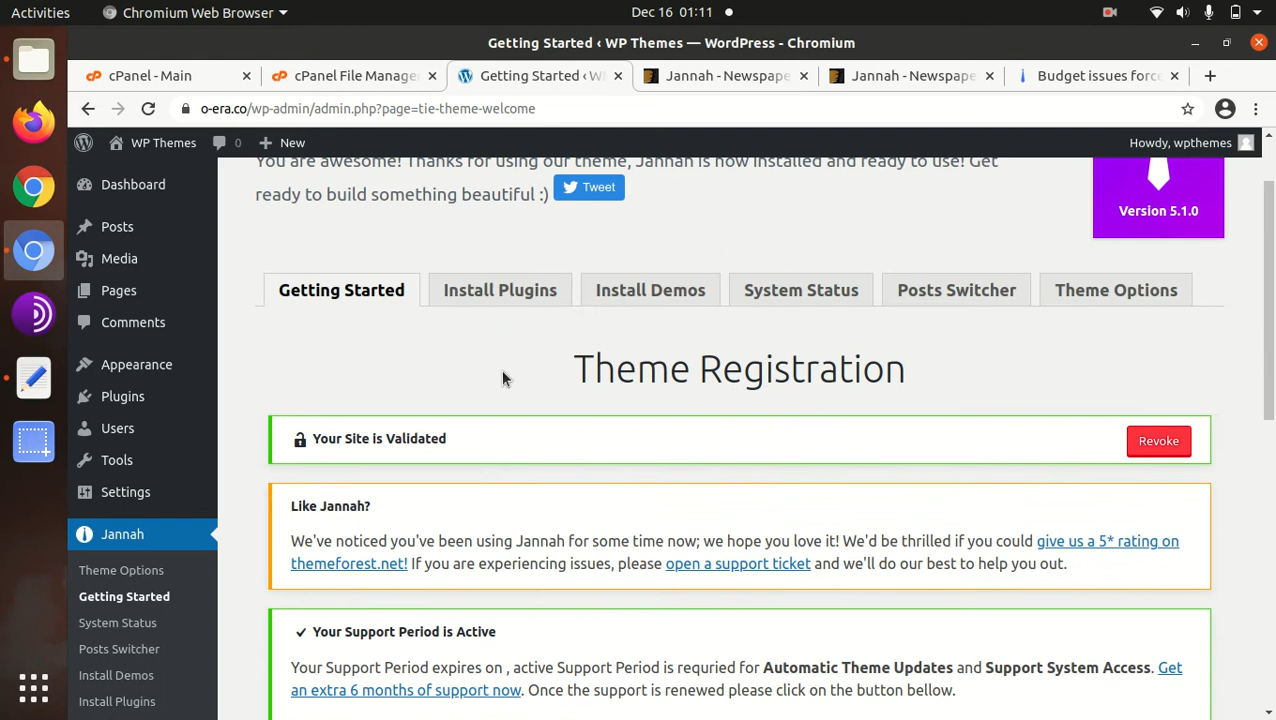 Activities Chromium Web Browser Dec 16 01:11
Getting Started ‹ WP Themes — WordPress - Chromium
cPanel - Main cPanel File Manage Getting Started ‹ W Jannah - Newspape Jannah - Newspape Budget issues forc
o-era.co/wp-admin/admin.php?page=tie-theme-welcome
WP Themes 0 New Howdy, wpthemes
You are awesome! Thanks for using our theme, Jannah is now installed and ready to use! Get
ready to build something beautiful :) Tweet
Version 5.1.0
Dashboard
Posts
Media
Pages
Comments
Appearance
Plugins
Users
Tools
Settings
Jannah
Theme Options
Getting Started
System Status
Posts Switcher
Install Demos
Install Plugins
Getting Started Install Plugins Install Demos System Status Posts Switcher Theme Options
Theme Registration
Your Site is Validated Revoke
Like Jannah?
We've noticed you've been using Jannah for some time now; we hope you love it! We'd be thrilled if you could give us a 5* rating on
themeforest.net! If you are experiencing issues, please open a support ticket and we'll do our best to help you out.
Your Support Period is Active
Your Support Period expires on , active Support Period is requried for Automatic Theme Updates and Support System Access. Get
an extra 6 months of support now. Once the support is renewed please click on the button bellow.